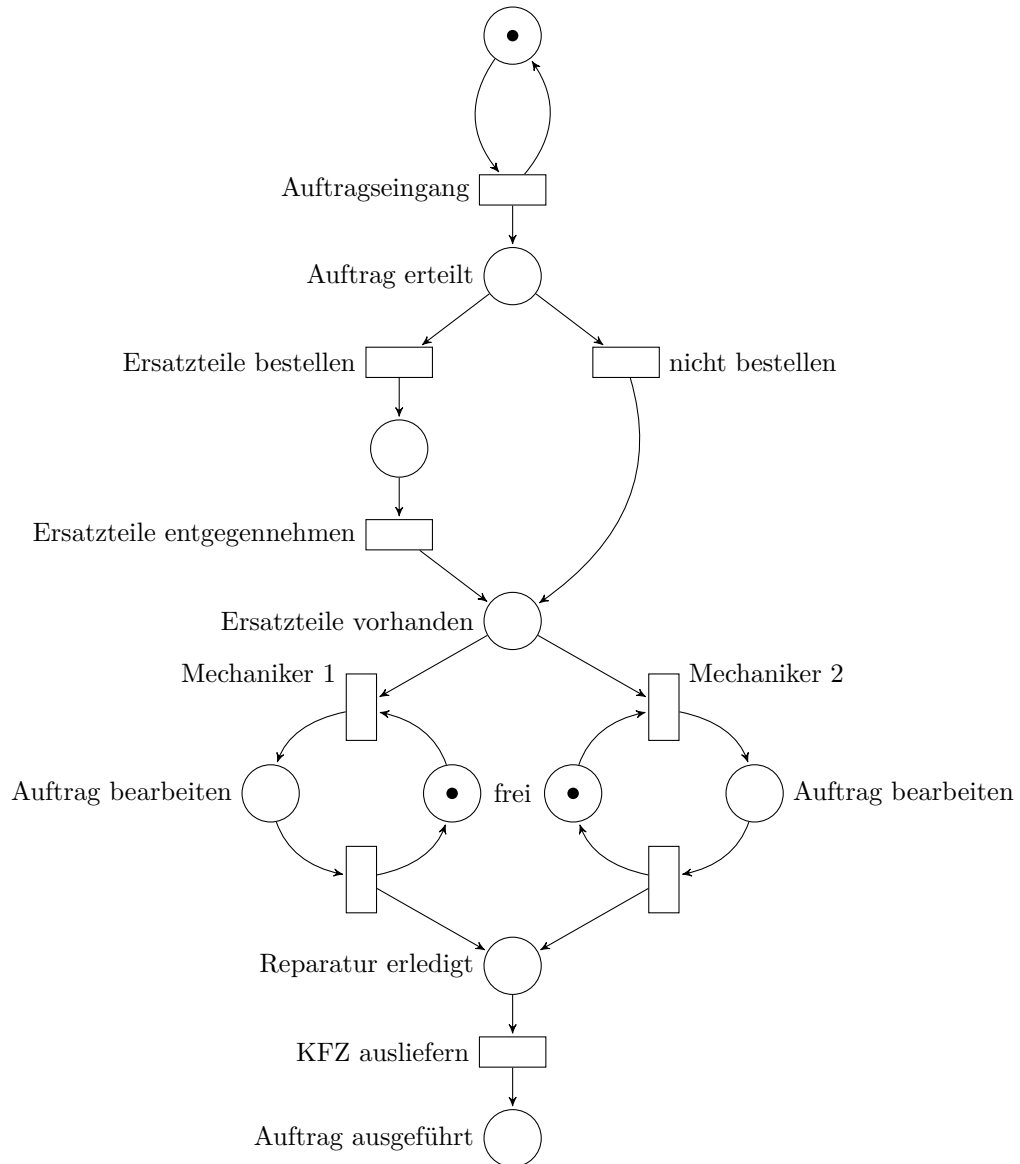 Auftragseingang
Auftrag erteilt
Ersatzteile bestellen
nicht bestellen
Ersatzteile entgegennehmen
Ersatzteile vorhanden
Mechaniker 1
Mechaniker 2
Auftrag bearbeiten
frei
Auftrag bearbeiten
Reparatur erledigt
KFZ ausliefern
Auftrag ausgeführt